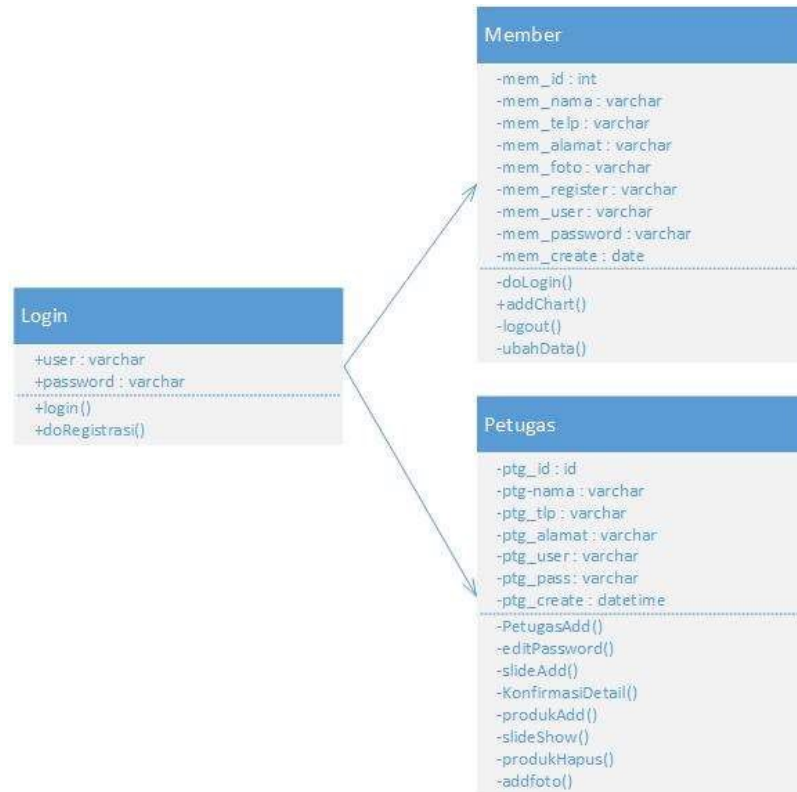 Member
-mem_id : int
-mem_nama : varchar
-mem_telp : varchar
-mem_alamat : varchar
-mem_foto : varchar
-mem_register : varchar
-mem_user : varchar
-mem_password : varchar
-mem_create : date
-doLogin()
+addChart()
-logout()
-ubahData()
Login
+user : varchar
+password : varchar
+login()
+doRegistrasi()
Petugas
-ptg_id : id
-ptg-nama : varchar
-ptg_tlp : varchar
-ptg_alamat : varchar
-ptg_user : varchar
-ptg_pass : varchar
-ptg_create : datetime
-PetugasAdd()
-editPassword()
-slideAdd()
-KonfirmasiDetail()
-produkAdd()
-slideShow()
-produkHapus()
-addfoto()